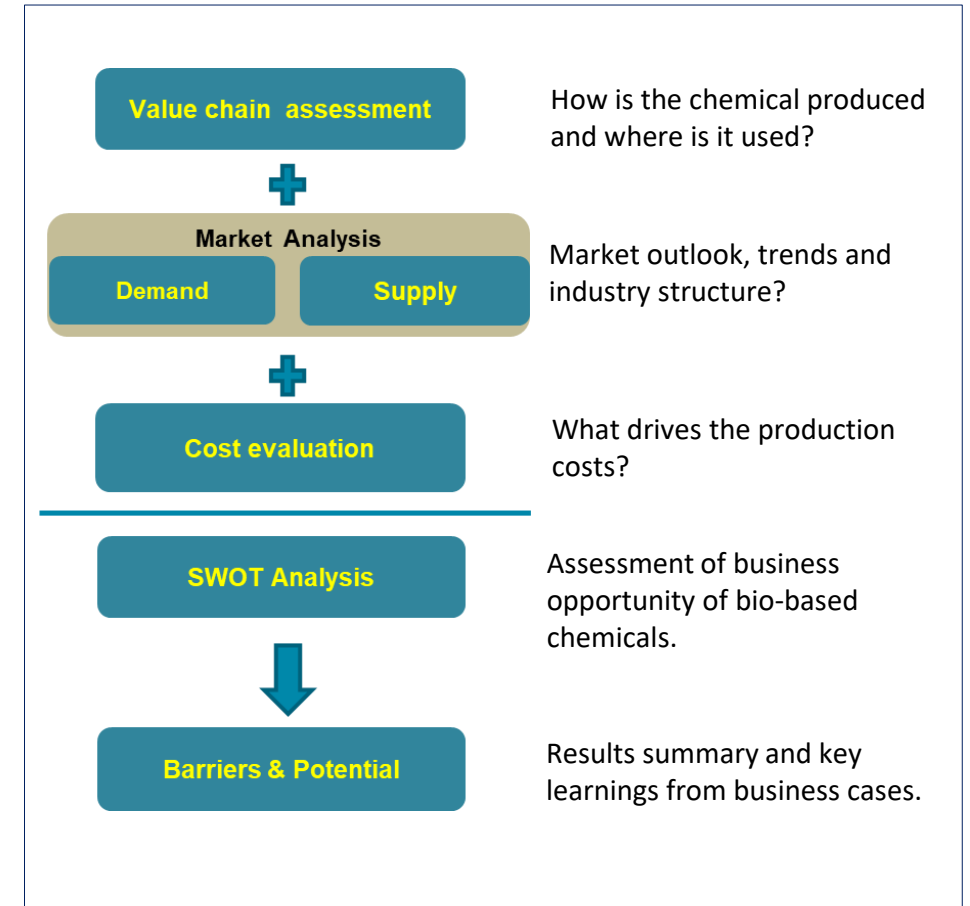 Value chain assessment
How is the chemical produced
and where is it used?
Market Analysis
Demand
Supply
Market outlook, trends and
industry structure?
Cost evaluation
What drives the production
costs?
SWOT Analysis
Assessment of business
opportunity of bio-based
chemicals.
Barriers & Potential
Results summary and key
learnings from business cases.